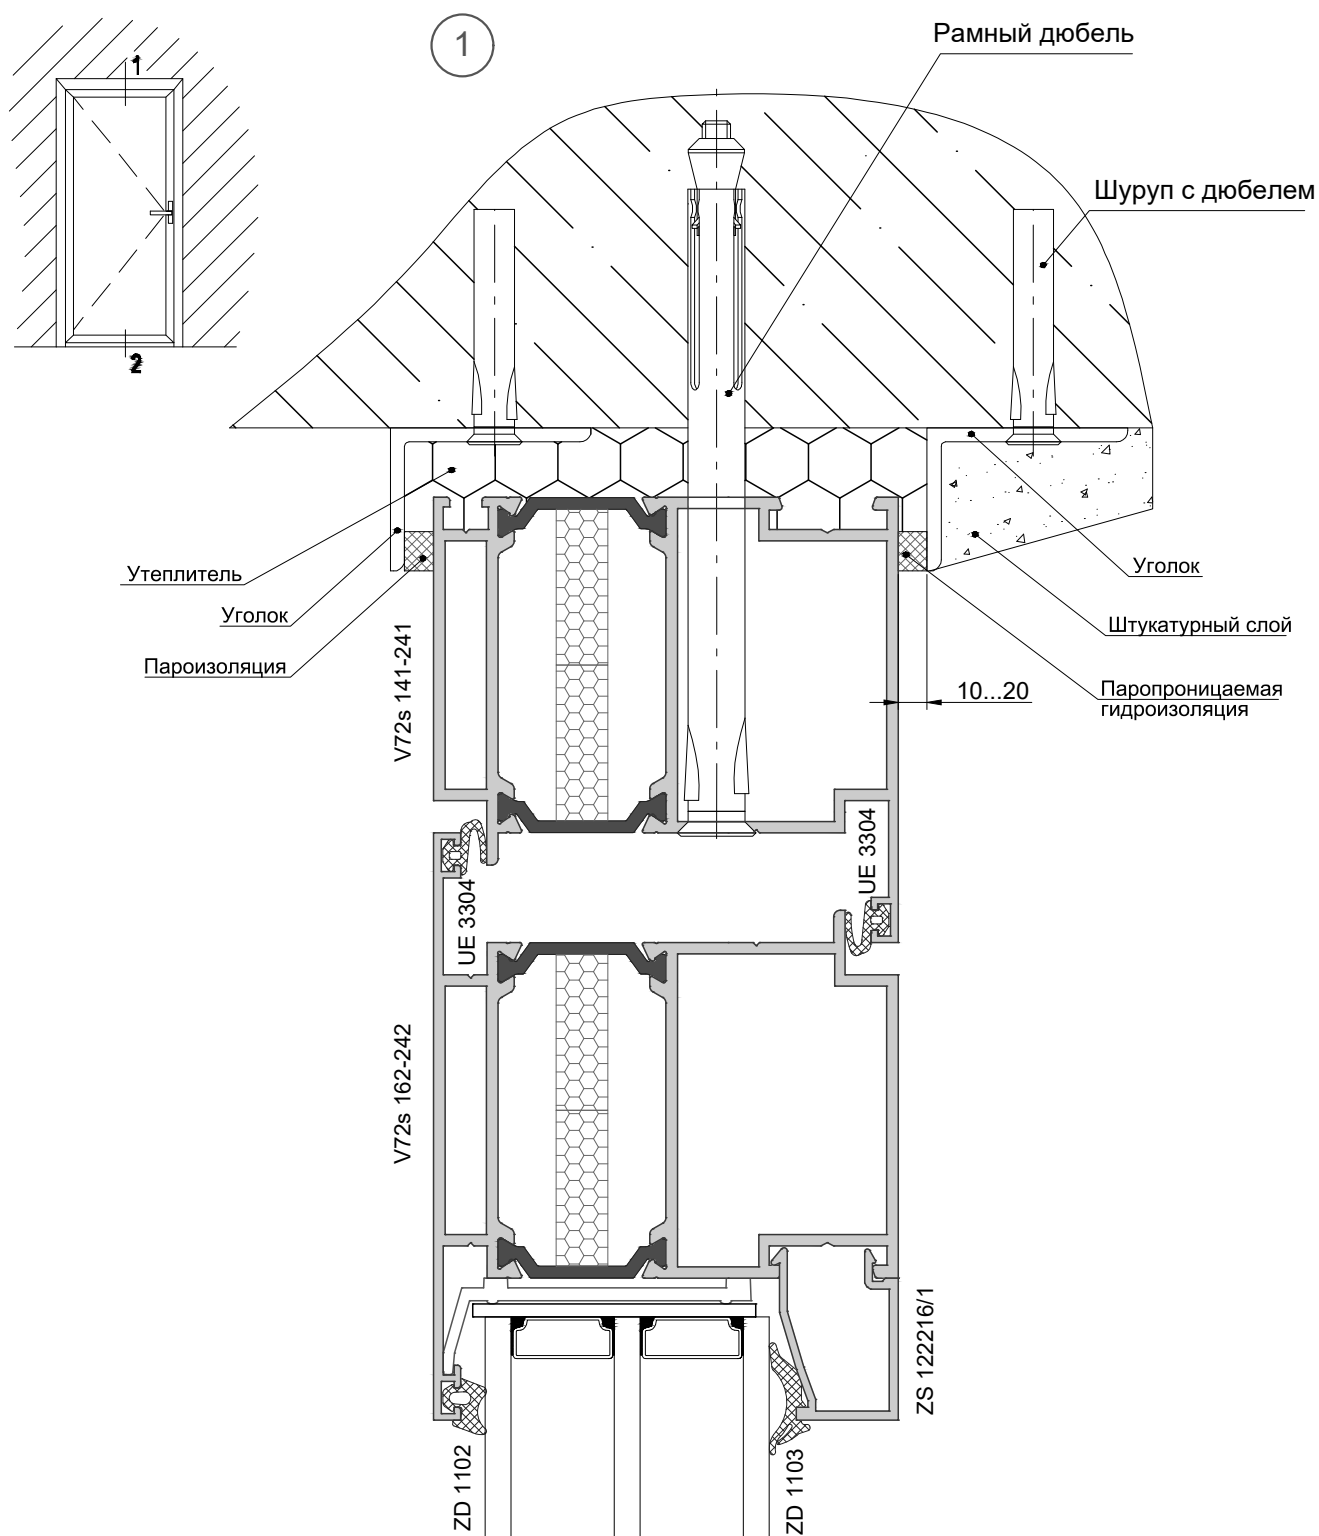 1
Рамный дюбель
1
Шуруп с дюбелем
2
Утеплитель
Уголок
Уголок
Штукатурный слой
Пароизоляция
V72s 141-241
10...20
Паропроницаемая
гидроизоляция
UE 3304
UE 3304
V72s 162-242
ZS 122216/1
ZD 1102
ZD 1103